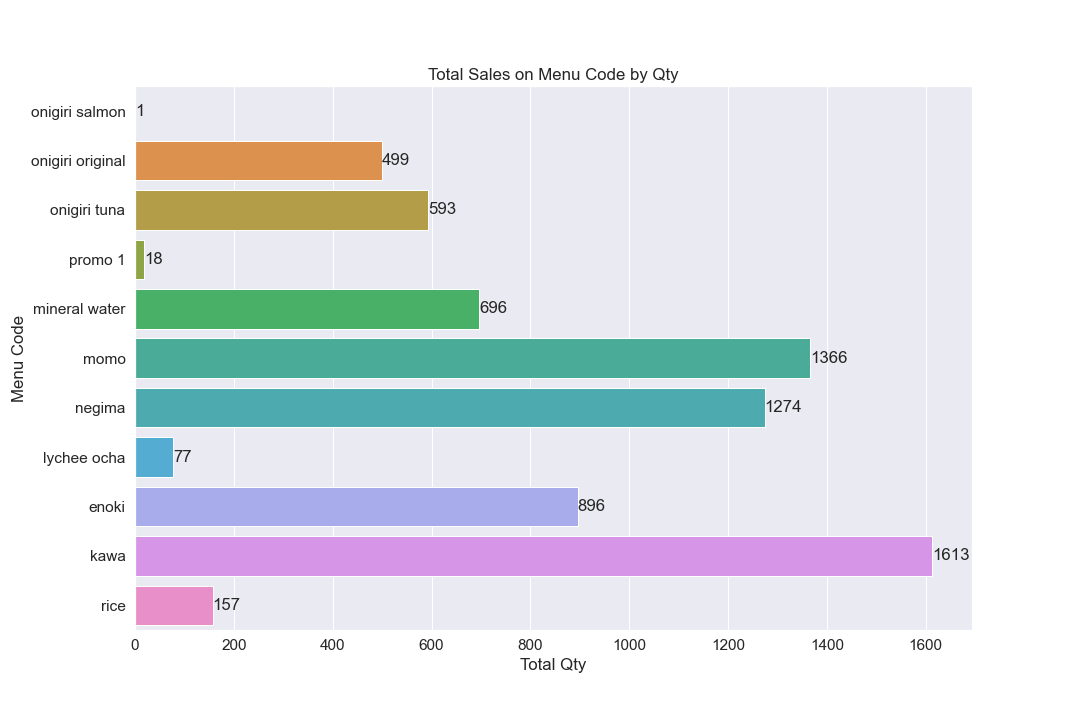 Total Sales on Menu Code by Qty
onigiri salmon 1
onigiri original 499
onigiri tuna 593
promo 1 18
mineral water 696
momo 1366
negima 1274
lychee ocha 77
enoki 896
kawa 1613
rice 157
0 200 400 600 800 1000 1200 1400 1600
Total Qty
Menu Code